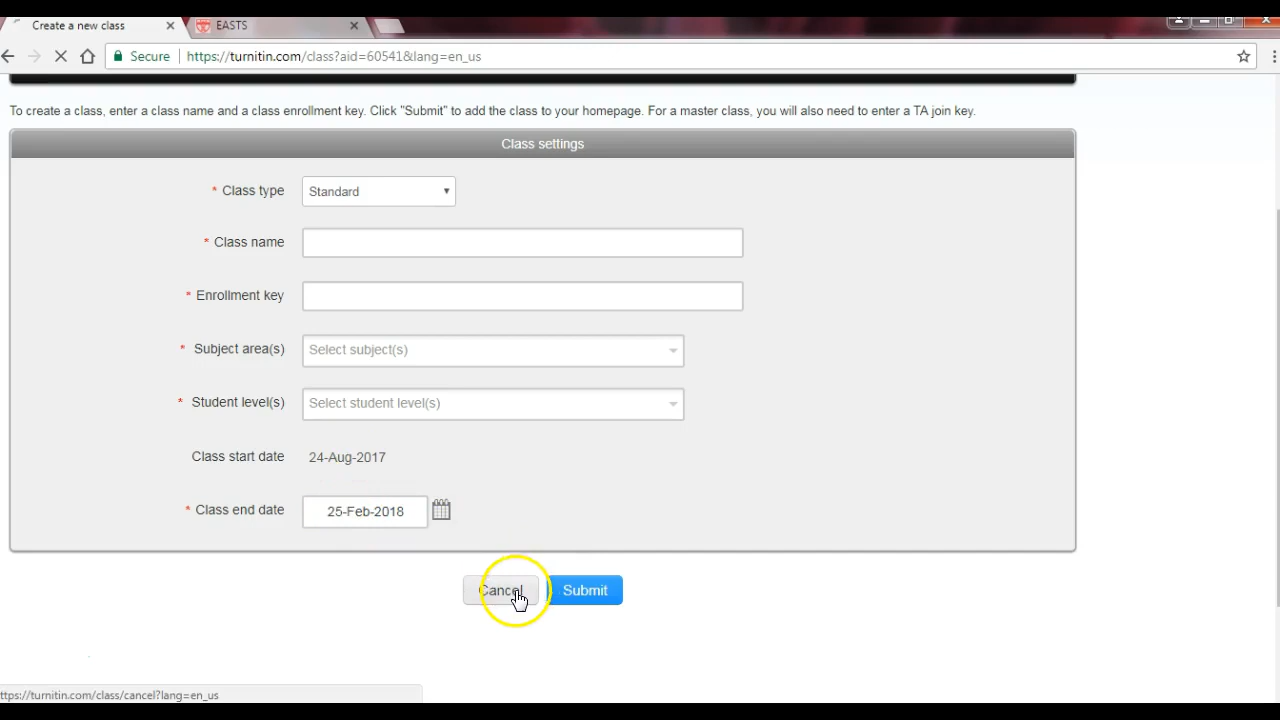 Create a new class
EASTS
Secure https://turnitin.com/class?aid=60541&lang=en_us
To create a class, enter a class name and a class enrollment key. Click "Submit" to add the class to your homepage. For a master class, you will also need to enter a TA join key.
Class settings
* Class type Standard
* Class name
* Enrollment key
* Subject area(s) Select subject(s)
* Student level(s) Select student level(s)
Class start date 24-Aug-2017
* Class end date 25-Feb-2018
Cancel Submit
ttps://turnitin.com/class/cancel?lang=en_us